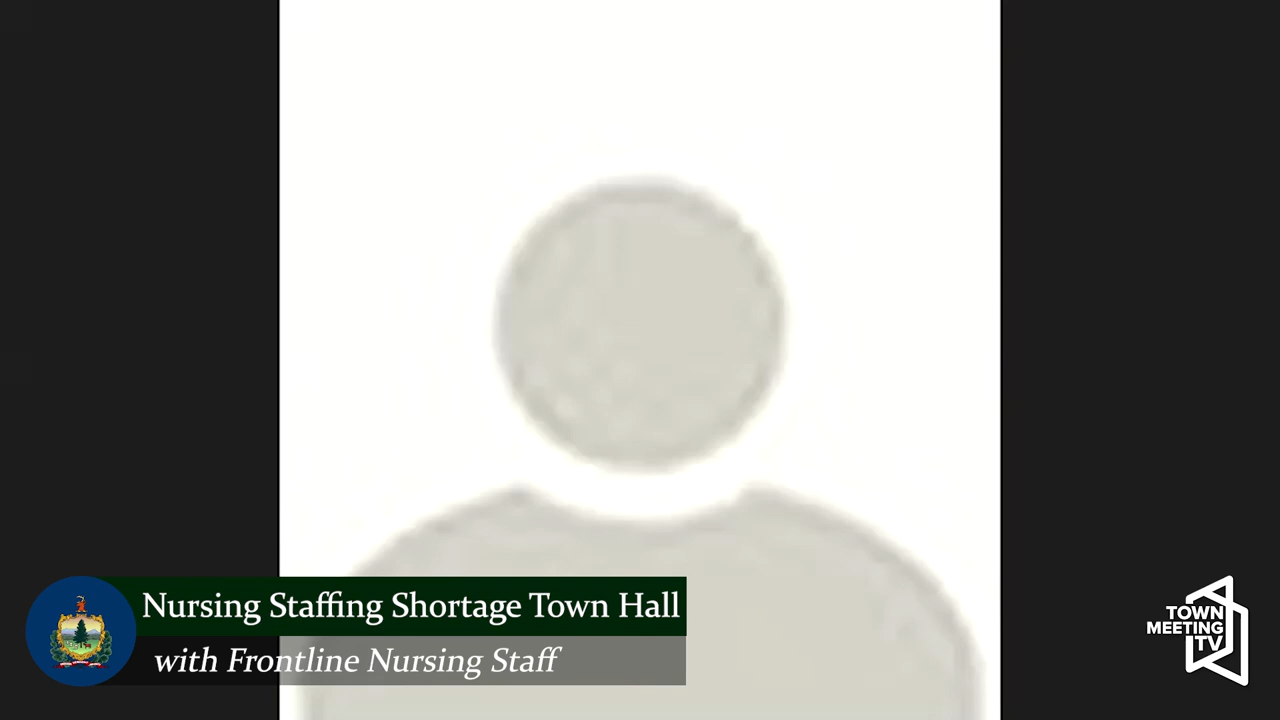 Nursing Staffing Shortage Town Hall
with Frontline Nursing Staff
TOWN
MEETING
TV